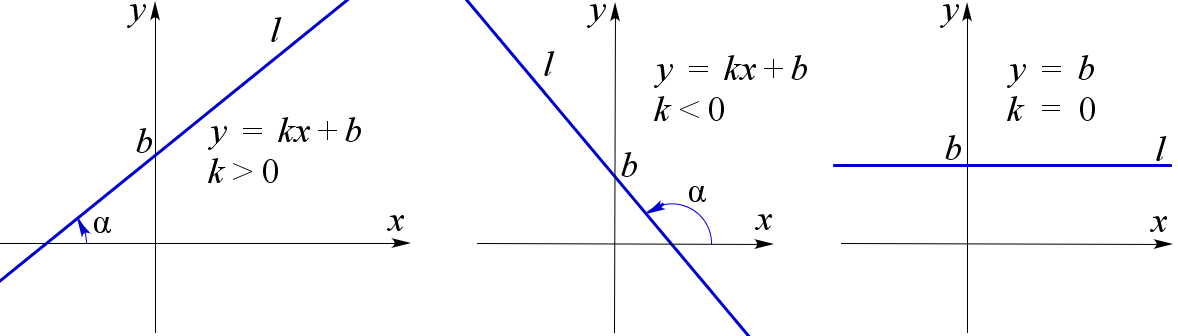 y
l
b
y = kx + b
k > 0
α
x
y
l
y = kx + b
k < 0
b
α
x
y
y = b
k = 0
b
l
x